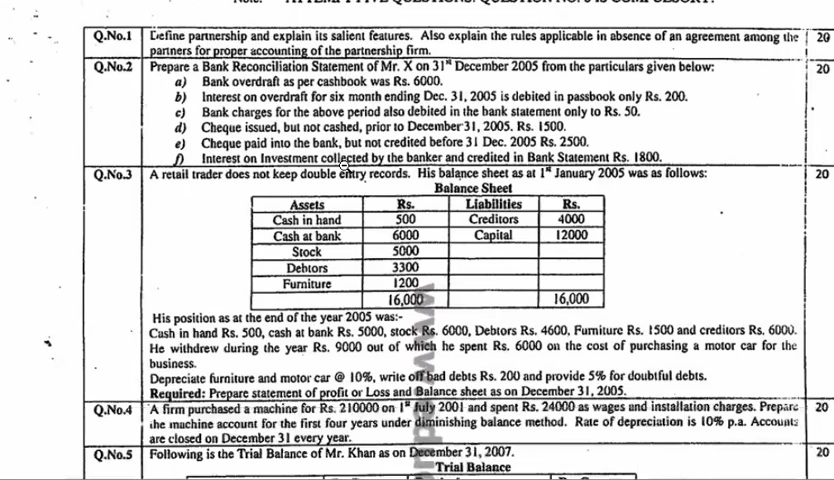 Note: ATTEMPT FIVE QUESTIONS. QUESTION NO. IS COMPULSORY.
Q.No.1 Define partnership and explain its salient features. Also explain the rules applicable in absence of an agreement among the 20
partners for proper accounting of the partnership firm.
Q.No.2 Prepare a Bank Reconciliation Statement of Mr. X on 31st December 2005 from the particulars given below: 20
a) Bank overdraft as per cashbook was Rs. 6000.
b) Interest on overdraft for six month ending Dec. 31, 2005 is debited in passbook only Rs. 200.
c) Bank charges for the above period also debited in the bank statement only to Rs. 50.
d) Cheque issued, but not cashed, prior to December 31, 2005. Rs. 1500.
e) Cheque paid into the bank, but not credited before 31 Dec. 2005 Rs. 2500.
f) Interest on Investment collected by the banker and credited in Bank Statement Rs. 1800.
Q.No.3 A retail trader does not keep double entry records. His balance sheet as at 1st January 2005 was as follows: 20
Balance Sheet
Assets Rs. Liabilities Rs.
Cash in hand 500 Creditors 4000
Cash at bank 6000 Capital 12000
Stock 5000
Debtors 3300
Furniture 1200
16,000 16,000
His position as at the end of the year 2005 was:-
Cash in hand Rs. 500, cash at bank Rs. 5000, stock Rs. 6000, Debtors Rs. 4600, Furniture Rs. 1500 and creditors Rs. 6000.
He withdrew during the year Rs. 9000 out of which he spent Rs. 6000 on the cost of purchasing a motor car for the
business.
Depreciate furniture and motor car @ 10%, write off bad debts Rs. 200 and provide 5% for doubtful debts.
Required: Prepare statement of profit or Loss and Balance sheet as on December 31, 2005.
Q.No.4 A firm purchased a machine for Rs. 210000 on 1st July 2001 and spent Rs. 24000 as wages and installation charges. Prepare 20
the machine account for the first four years under diminishing balance method. Rate of depreciation is 10% p.a. Accounts
are closed on December 31 every year.
Q.No.5 Following is the Trial Balance of Mr. Khan as on December 31, 2007. 20
Trial Balance